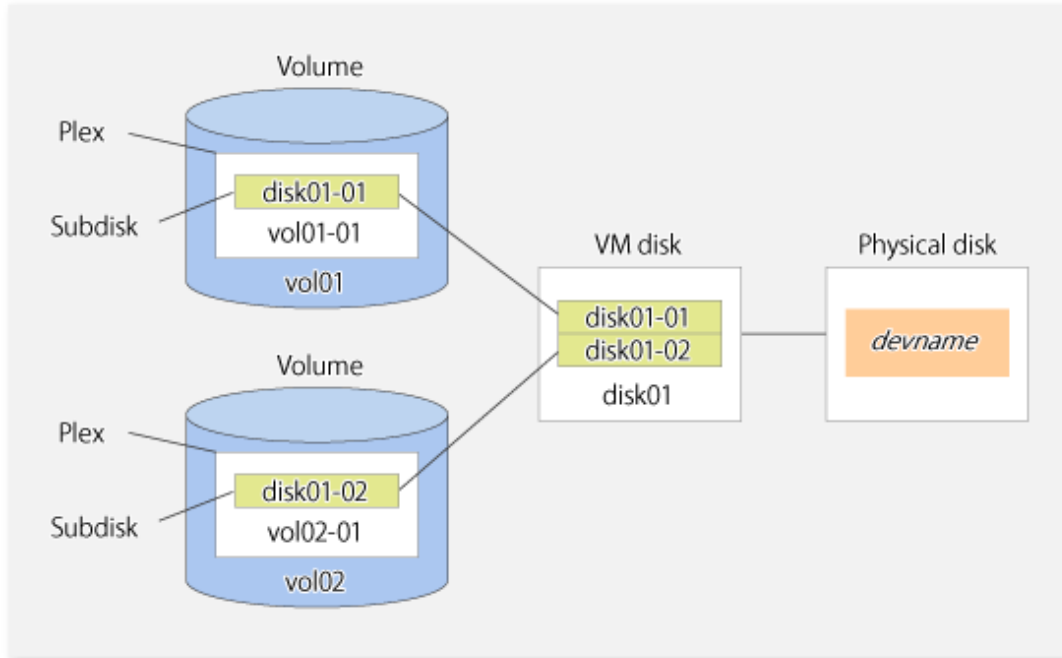 Volume
Plex
disk01-01
Subdisk
vol01-01
vol01
VM disk
Physical disk
disk01-01
disk01-02
devname
disk01
Volume
Plex
disk01-02
Subdisk
vol02-01
vol02